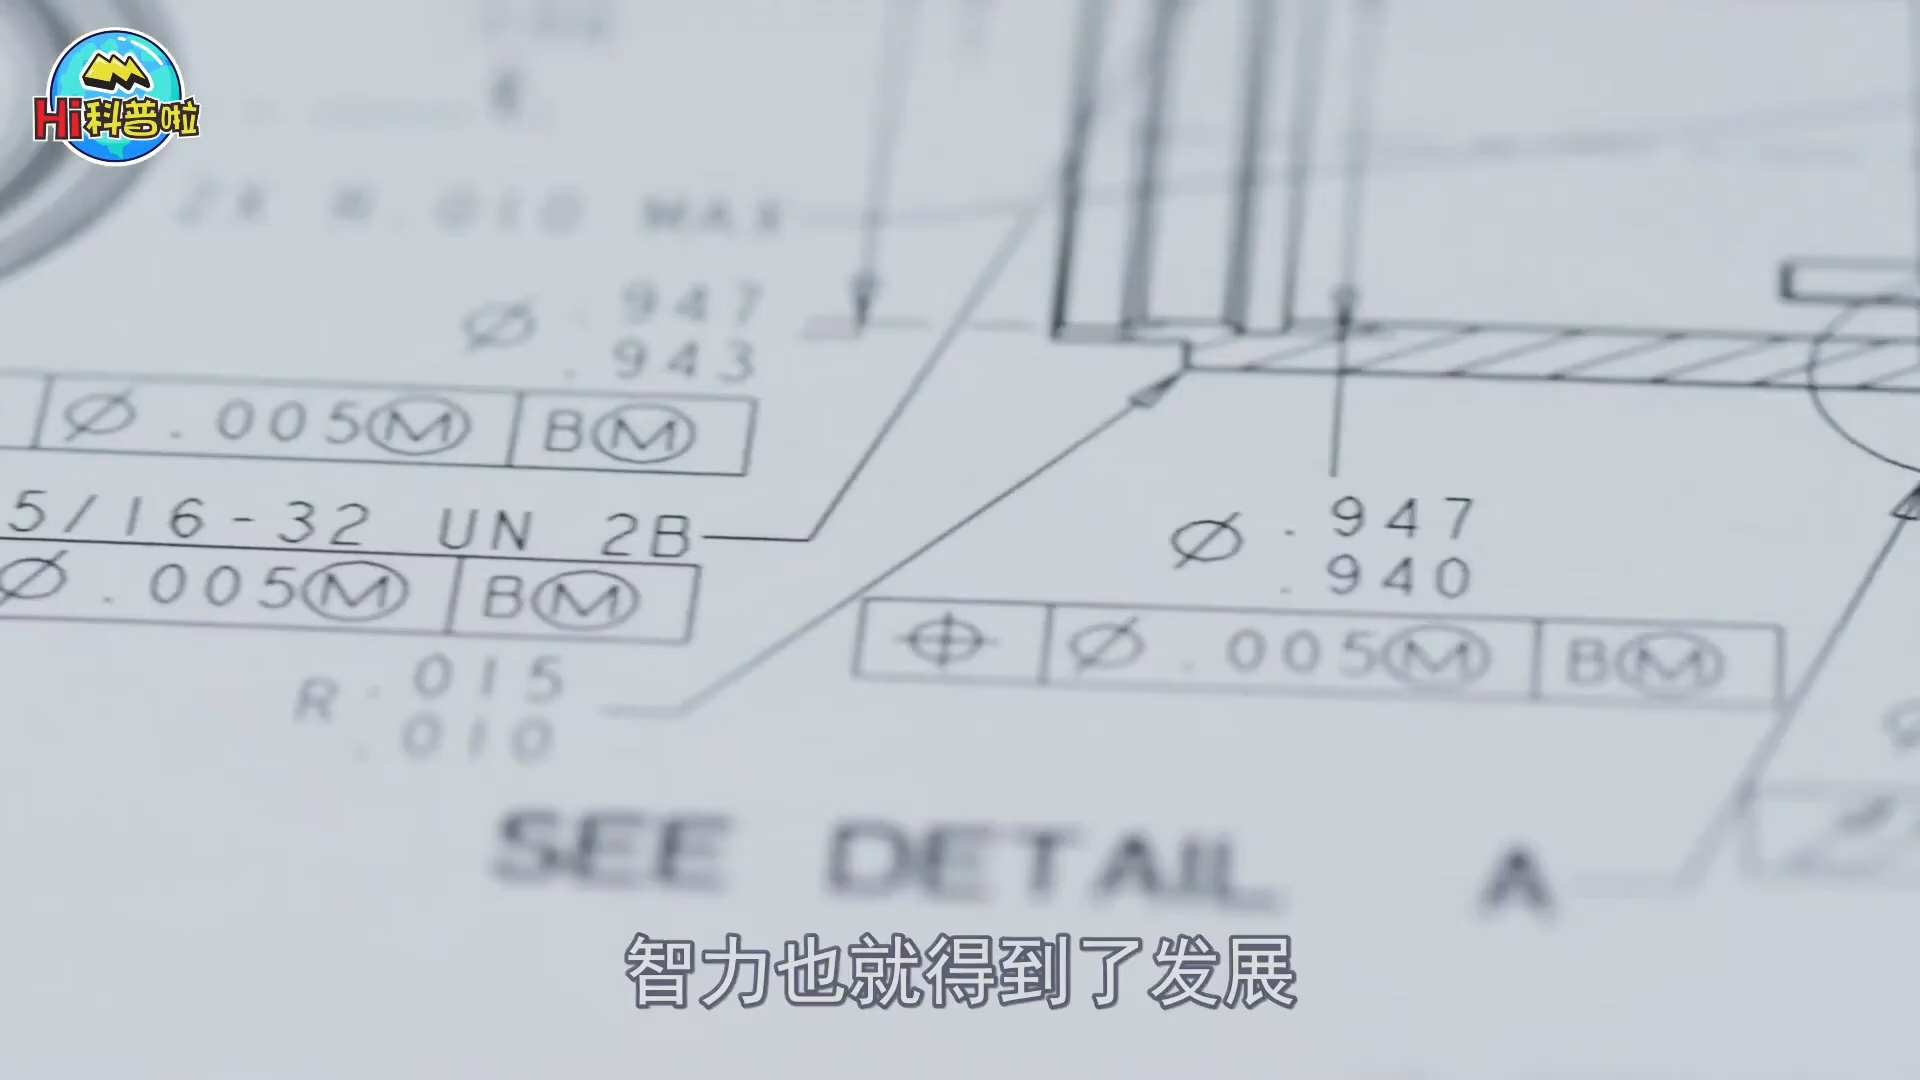 Hi科普啦
2X R.010 MAX
Ø .947
.943
Ø .005Ⓜ BⓂ
5/16-32 UN 2B
Ø .005Ⓜ BⓂ
R .015
.010
Ø .947
.940
⌖ Ø .005Ⓜ BⓂ
SEE DETAIL A
智力也就得到了发展